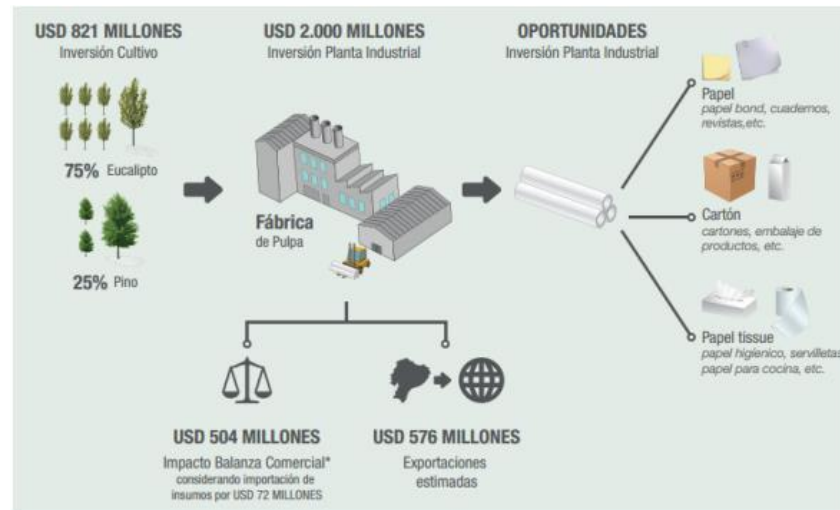 USD 821 MILLONES
Inversión Cultivo
75% Eucalipto
25% Pino
USD 2.000 MILLONES
Inversión Planta Industrial
Fábrica
de Pulpa
USD 504 MILLONES
Impacto Balanza Comercial*
considerando importación de
insumos por USD 72 MILLONES
USD 576 MILLONES
Exportaciones
estimadas
OPORTUNIDADES
Inversión Planta Industrial
Papel
papel bond, cuadernos,
revistas,etc.
Cartón
cartones, embalaje de
productos, etc.
Papel tissue
papel higienico, servilletas,
papel para cocina, etc.